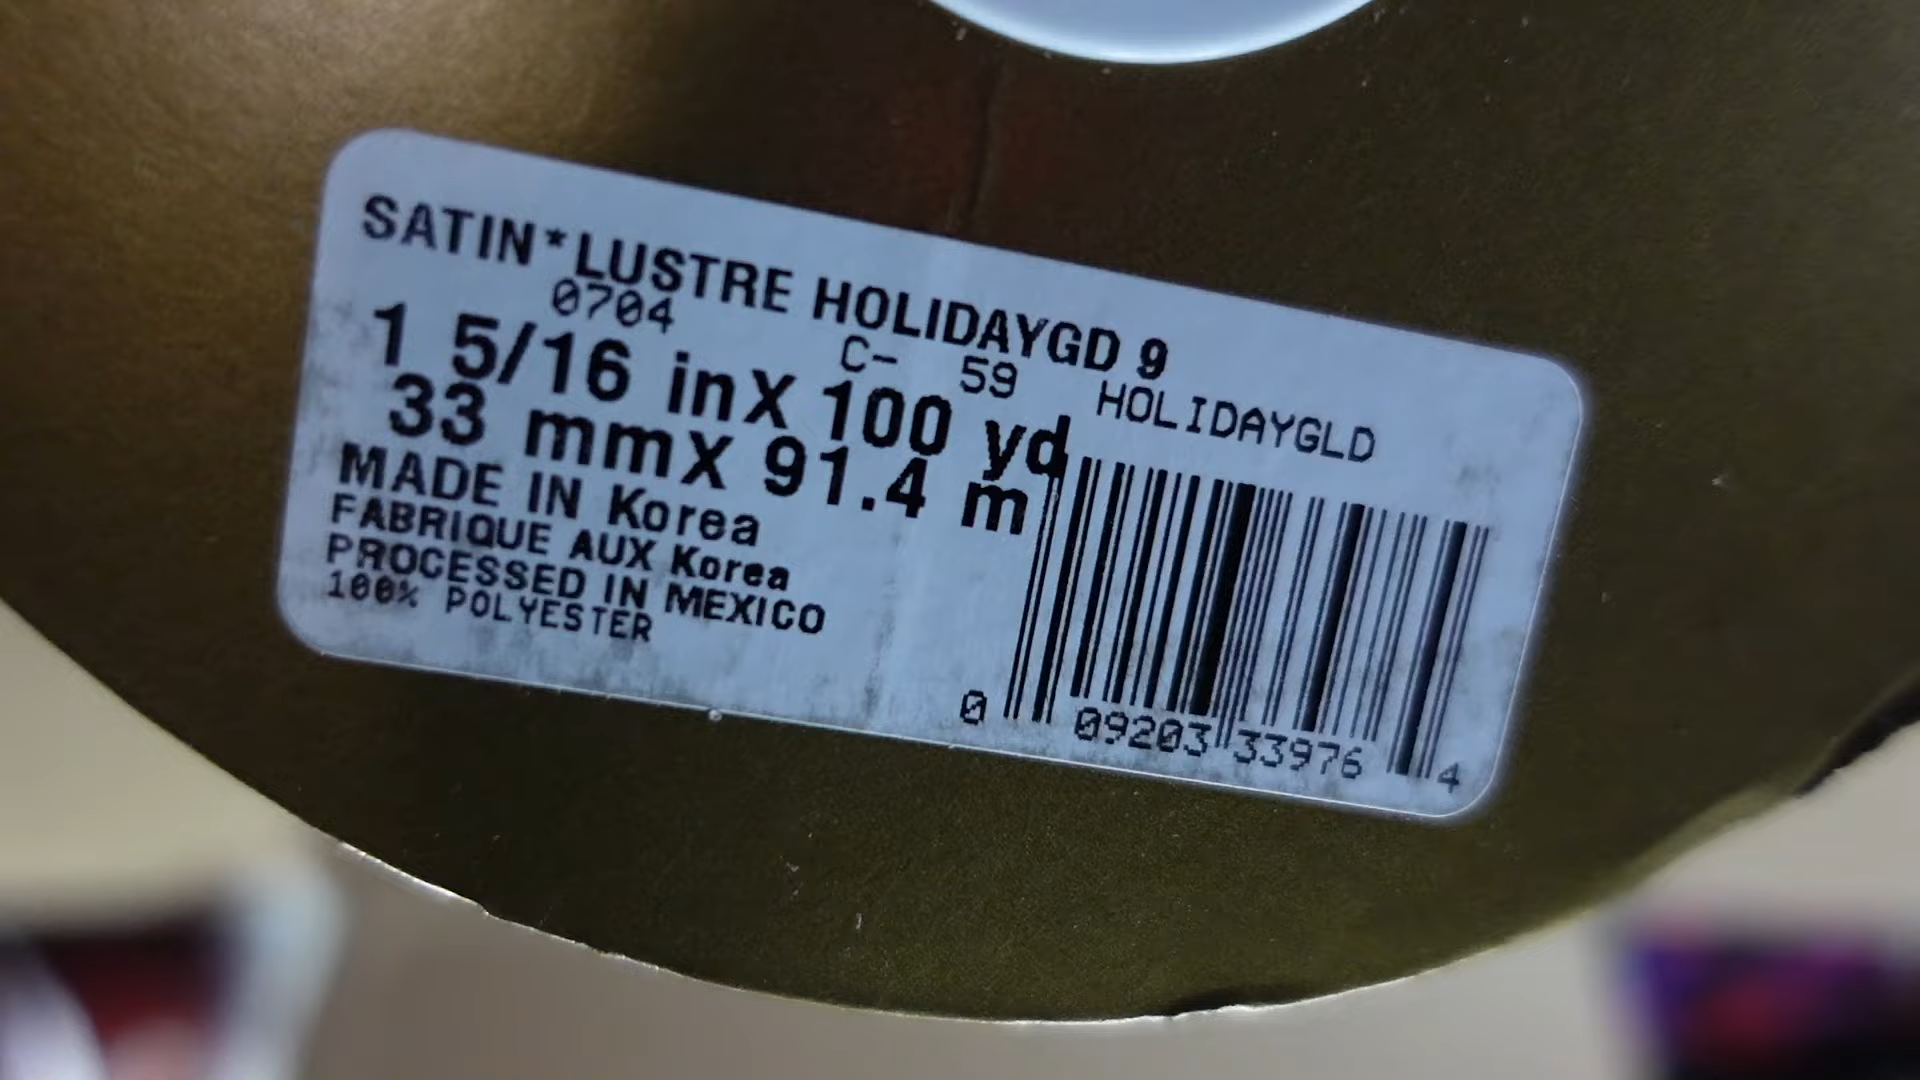 SATIN*LUSTRE HOLIDAYGD 9
0704 C- 59 HOLIDAYGLD
1 5/16 inX 100 yd
33 mmX 91.4 m
MADE IN Korea
FABRIQUE AUX Korea
PROCESSED IN MEXICO
100% POLYESTER
0 09203 33976 4